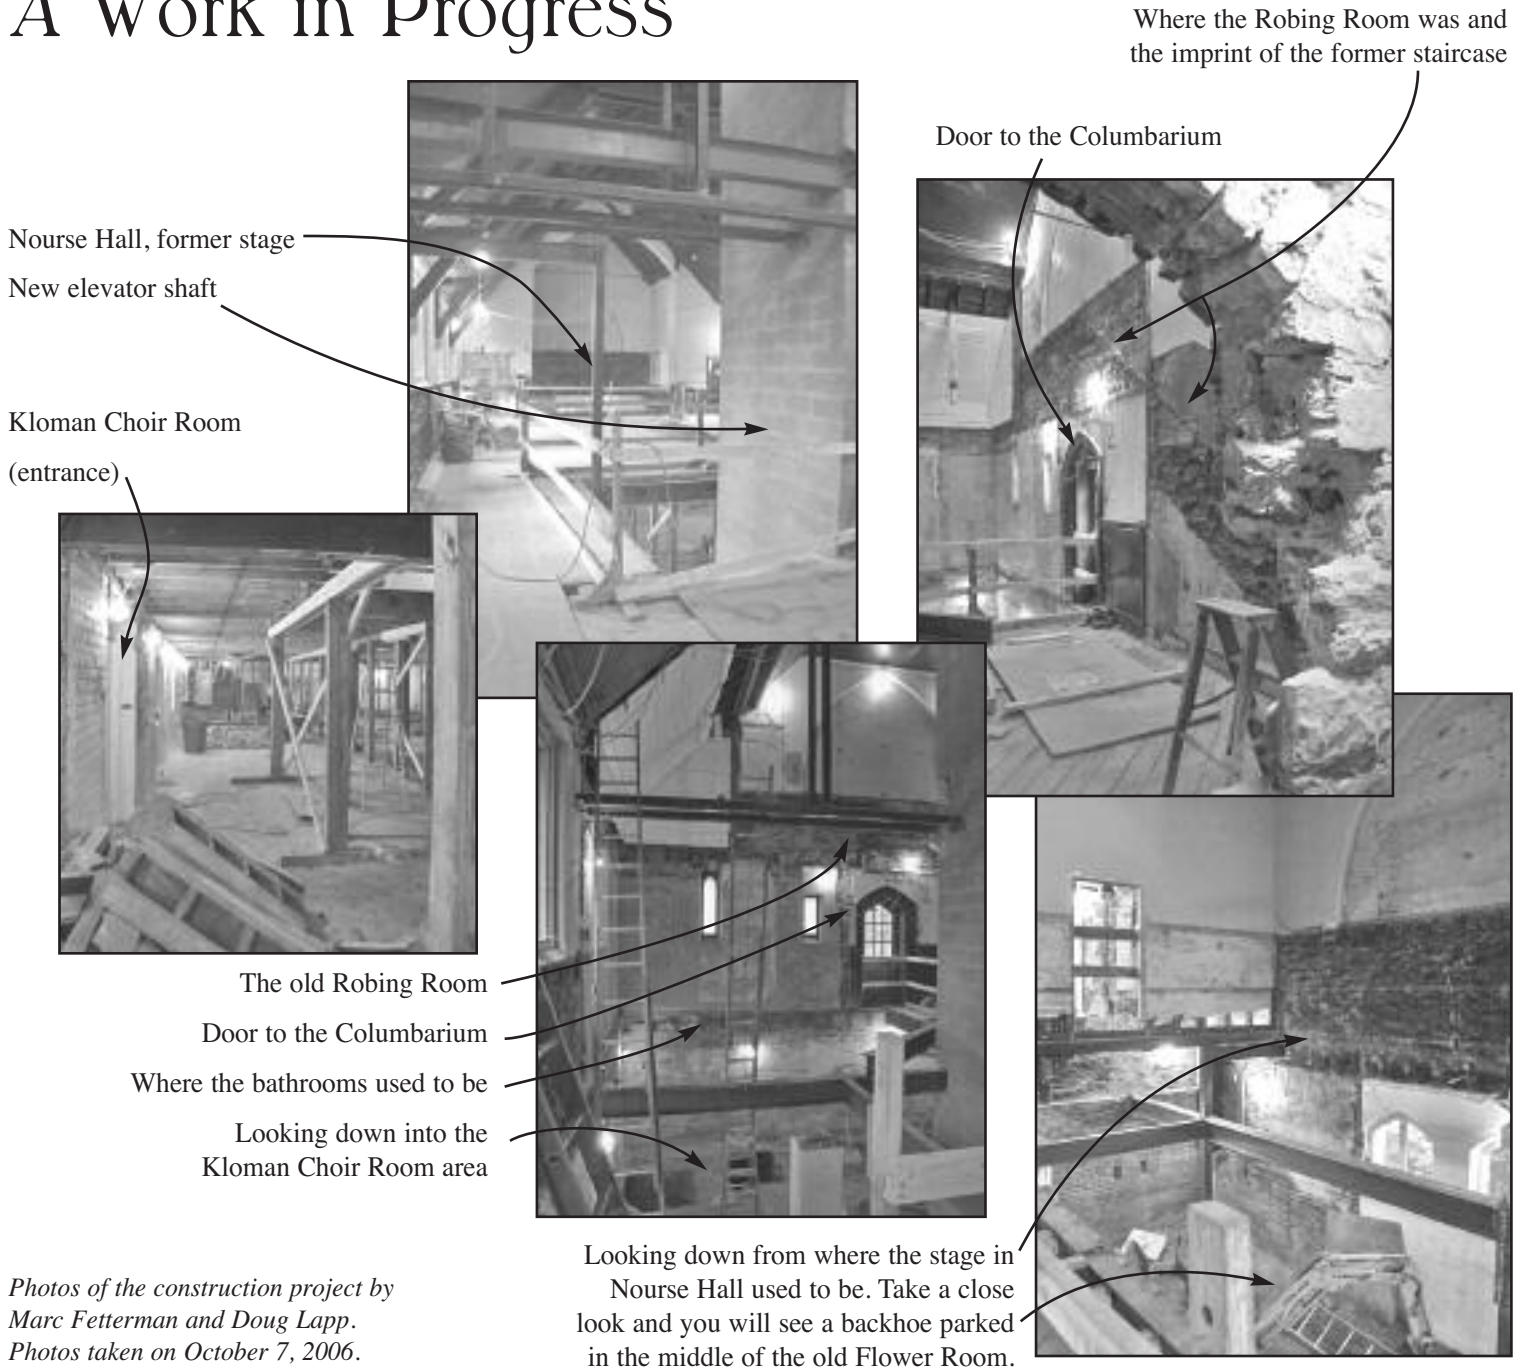 A Work in Progress
Where the Robing Room was and
the imprint of the former staircase
Door to the Columbarium
Nourse Hall, former stage
New elevator shaft
Kloman Choir Room
(entrance)
The old Robing Room
Door to the Columbarium
Where the bathrooms used to be
Looking down into the
Kloman Choir Room area
Looking down from where the stage in
Nourse Hall used to be. Take a close
look and you will see a backhoe parked
in the middle of the old Flower Room.
Photos of the construction project by
Marc Fetterman and Doug Lapp.
Photos taken on October 7, 2006.